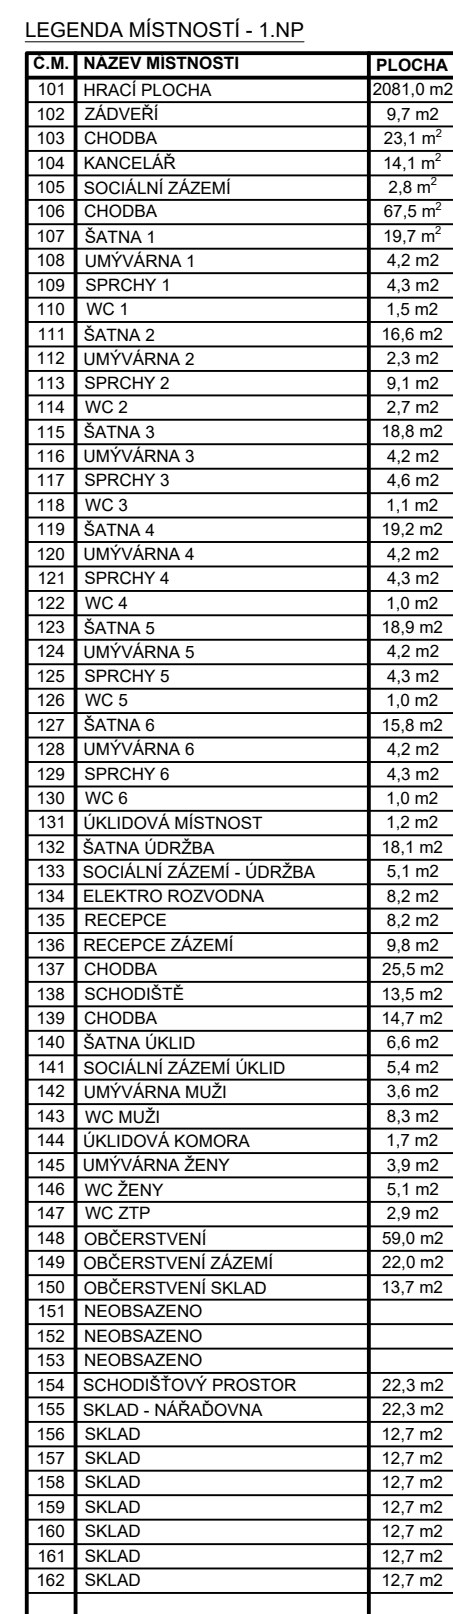 LEGENDA MÍSTNOSTÍ - 1.NP
Č.M. NÁZEV MÍSTNOSTI PLOCHA
101 HRACÍ PLOCHA 2081,0 m2
102 ZÁDVEŘÍ 9,7 m2
103 CHODBA 23,1 m²
104 KANCELÁŘ 14,1 m²
105 SOCIÁLNÍ ZÁZEMÍ 2,8 m²
106 CHODBA 67,5 m²
107 ŠATNA 1 19,7 m²
108 UMÝVÁRNA 1 4,2 m2
109 SPRCHY 1 4,3 m2
110 WC 1 1,5 m2
111 ŠATNA 2 16,6 m2
112 UMÝVÁRNA 2 2,3 m2
113 SPRCHY 2 9,1 m2
114 WC 2 2,7 m2
115 ŠATNA 3 18,8 m2
116 UMÝVÁRNA 3 4,2 m2
117 SPRCHY 3 4,6 m2
118 WC 3 1,1 m2
119 ŠATNA 4 19,2 m2
120 UMÝVÁRNA 4 4,2 m2
121 SPRCHY 4 4,3 m2
122 WC 4 1,0 m2
123 ŠATNA 5 18,9 m2
124 UMÝVÁRNA 5 4,2 m2
125 SPRCHY 5 4,3 m2
126 WC 5 1,0 m2
127 ŠATNA 6 15,8 m2
128 UMÝVÁRNA 6 4,2 m2
129 SPRCHY 6 4,3 m2
130 WC 6 1,0 m2
131 ÚKLIDOVÁ MÍSTNOST 1,2 m2
132 ŠATNA ÚDRŽBA 18,1 m2
133 SOCIÁLNÍ ZÁZEMÍ - ÚDRŽBA 5,1 m2
134 ELEKTRO ROZVODNA 8,2 m2
135 RECEPCE 8,2 m2
136 RECEPCE ZÁZEMÍ 9,8 m2
137 CHODBA 25,5 m2
138 SCHODIŠTĚ 13,5 m2
139 CHODBA 14,7 m2
140 ŠATNA ÚKLID 6,6 m2
141 SOCIÁLNÍ ZÁZEMÍ ÚKLID 5,4 m2
142 UMÝVÁRNA MUŽI 3,6 m2
143 WC MUŽI 8,3 m2
144 ÚKLIDOVÁ KOMORA 1,7 m2
145 UMÝVÁRNA ŽENY 3,9 m2
146 WC ŽENY 5,1 m2
147 WC ZTP 2,9 m2
148 OBČERSTVENÍ 59,0 m2
149 OBČERSTVENÍ ZÁZEMÍ 22,0 m2
150 OBČERSTVENÍ SKLAD 13,7 m2
151 NEOBSAZENO
152 NEOBSAZENO
153 NEOBSAZENO
154 SCHODIŠŤOVÝ PROSTOR 22,3 m2
155 SKLAD - NÁŘAĎOVNA 22,3 m2
156 SKLAD 12,7 m2
157 SKLAD 12,7 m2
158 SKLAD 12,7 m2
159 SKLAD 12,7 m2
160 SKLAD 12,7 m2
161 SKLAD 12,7 m2
162 SKLAD 12,7 m2